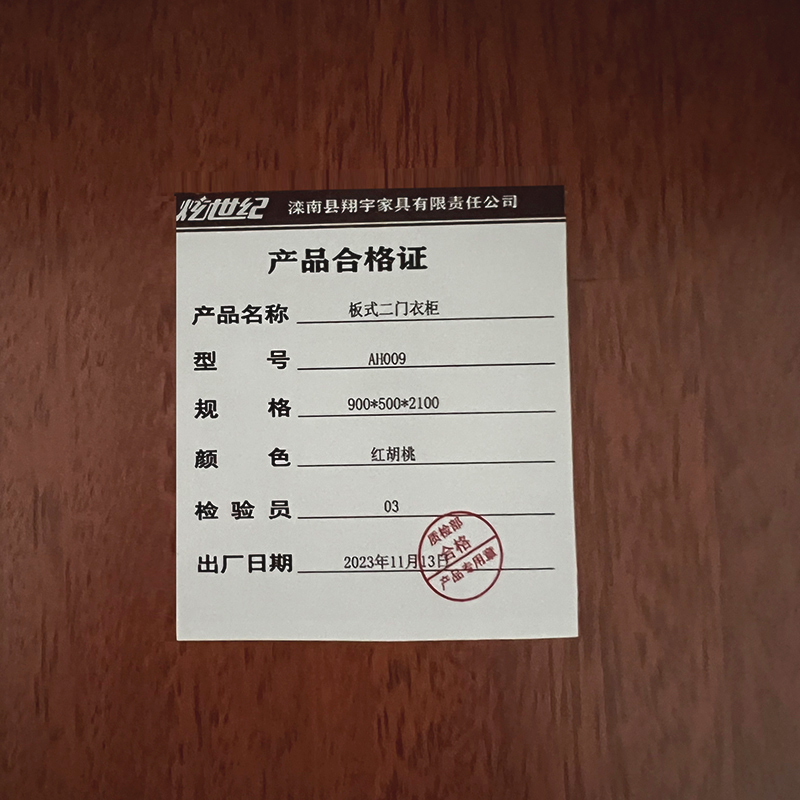 炫世纪 滦南县翔宇家具有限责任公司
产品合格证
产品名称 板式二门衣柜
型号 AH009
规格 900*500*2100
颜色 红胡桃
检验员 03
出厂日期 2023年11月13日
质检部
合格
产品专用章